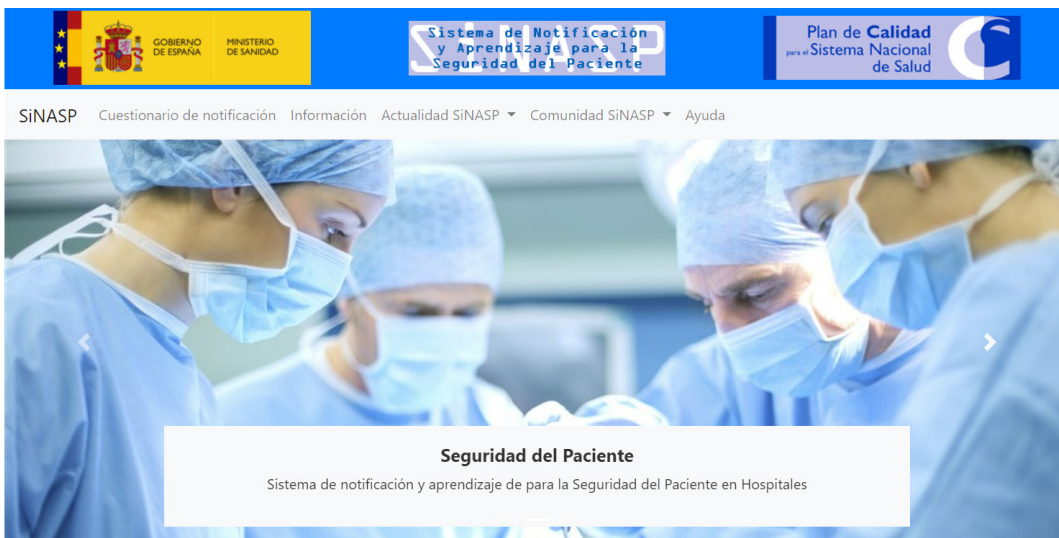 GOBIERNO
DE ESPAÑA
MINISTERIO
DE SANIDAD
SiNASP
Sistema de Notificación
y Aprendizaje para la
Seguridad del Paciente
Plan de Calidad
para el Sistema Nacional
de Salud
SiNASP Cuestionario de notificación Información Actualidad SiNASP Comunidad SiNASP Ayuda
Seguridad del Paciente
Sistema de notificación y aprendizaje de para la Seguridad del Paciente en Hospitales